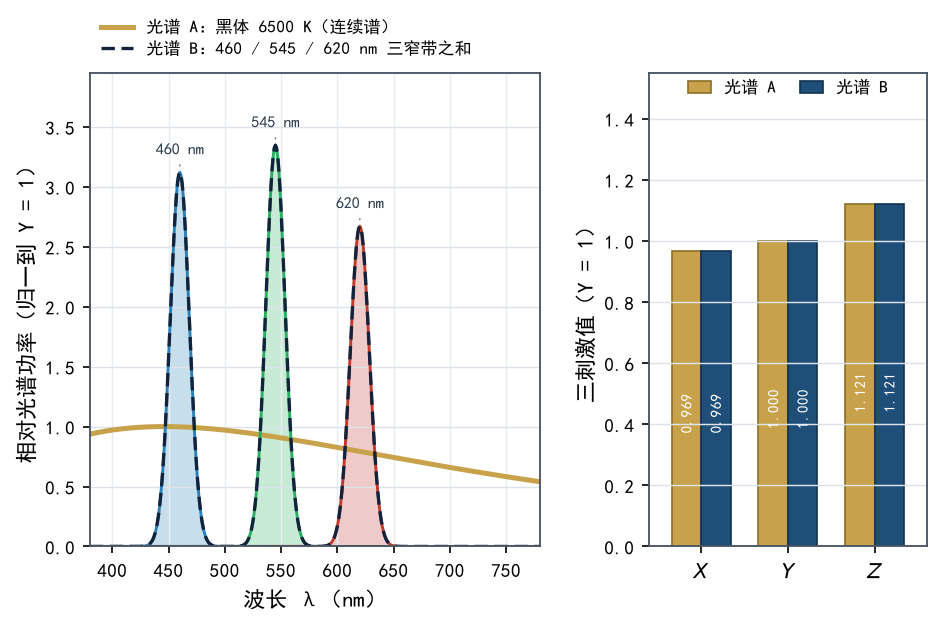 光谱 A: 黑体 6500 K (连续谱)
光谱 B: 460 / 545 / 620 nm 三窄带之和
相对光谱功率 (归一到 Y = 1)
3.5
3.0
2.5
2.0
1.5
1.0
0.5
0.0
460 nm
545 nm
620 nm
400
450
500
550
600
650
700
750
波长 λ (nm)
光谱 A
光谱 B
三刺激值 (Y = 1)
1.4
1.2
1.0
0.8
0.6
0.4
0.2
0.0
0.969
0.969
1.000
1.000
1.121
1.121
X
Y
Z